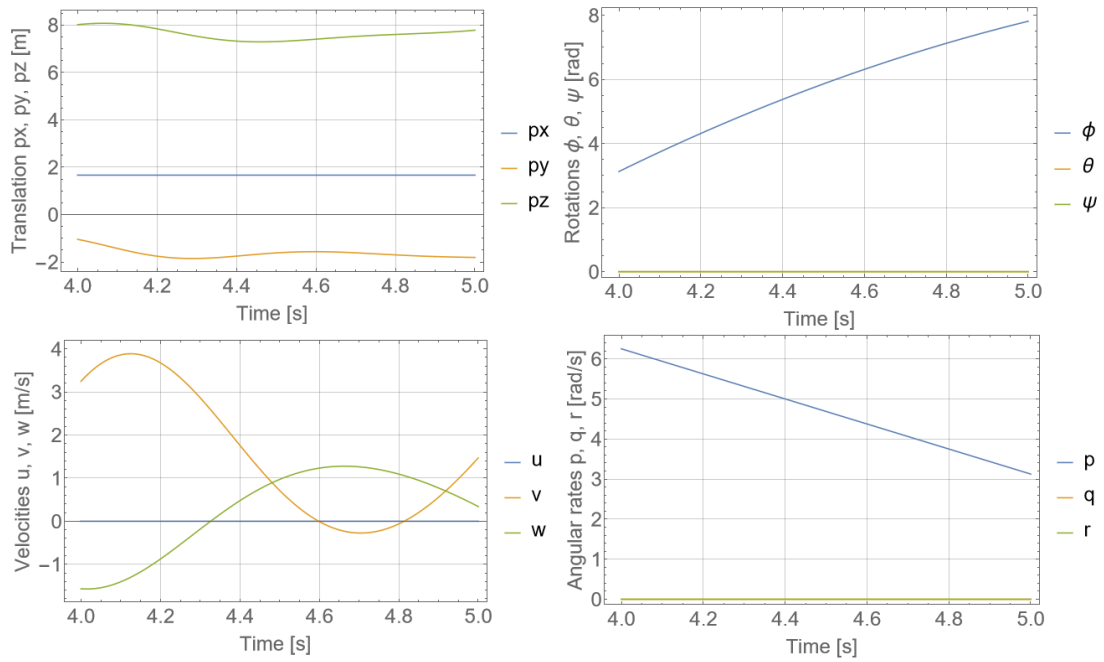 Translation px, py, pz [m]
8
6
4
2
0
−2
4.0 4.2 4.4 4.6 4.8 5.0
Time [s]
px
py
pz
Rotations ϕ, θ, ψ [rad]
8
6
4
2
0
4.0 4.2 4.4 4.6 4.8 5.0
Time [s]
ϕ
θ
ψ
Velocities u, v, w [m/s]
4
3
2
1
0
−1
4.0 4.2 4.4 4.6 4.8 5.0
Time [s]
u
v
w
Angular rates p, q, r [rad/s]
6
5
4
3
2
1
0
4.0 4.2 4.4 4.6 4.8 5.0
Time [s]
p
q
r